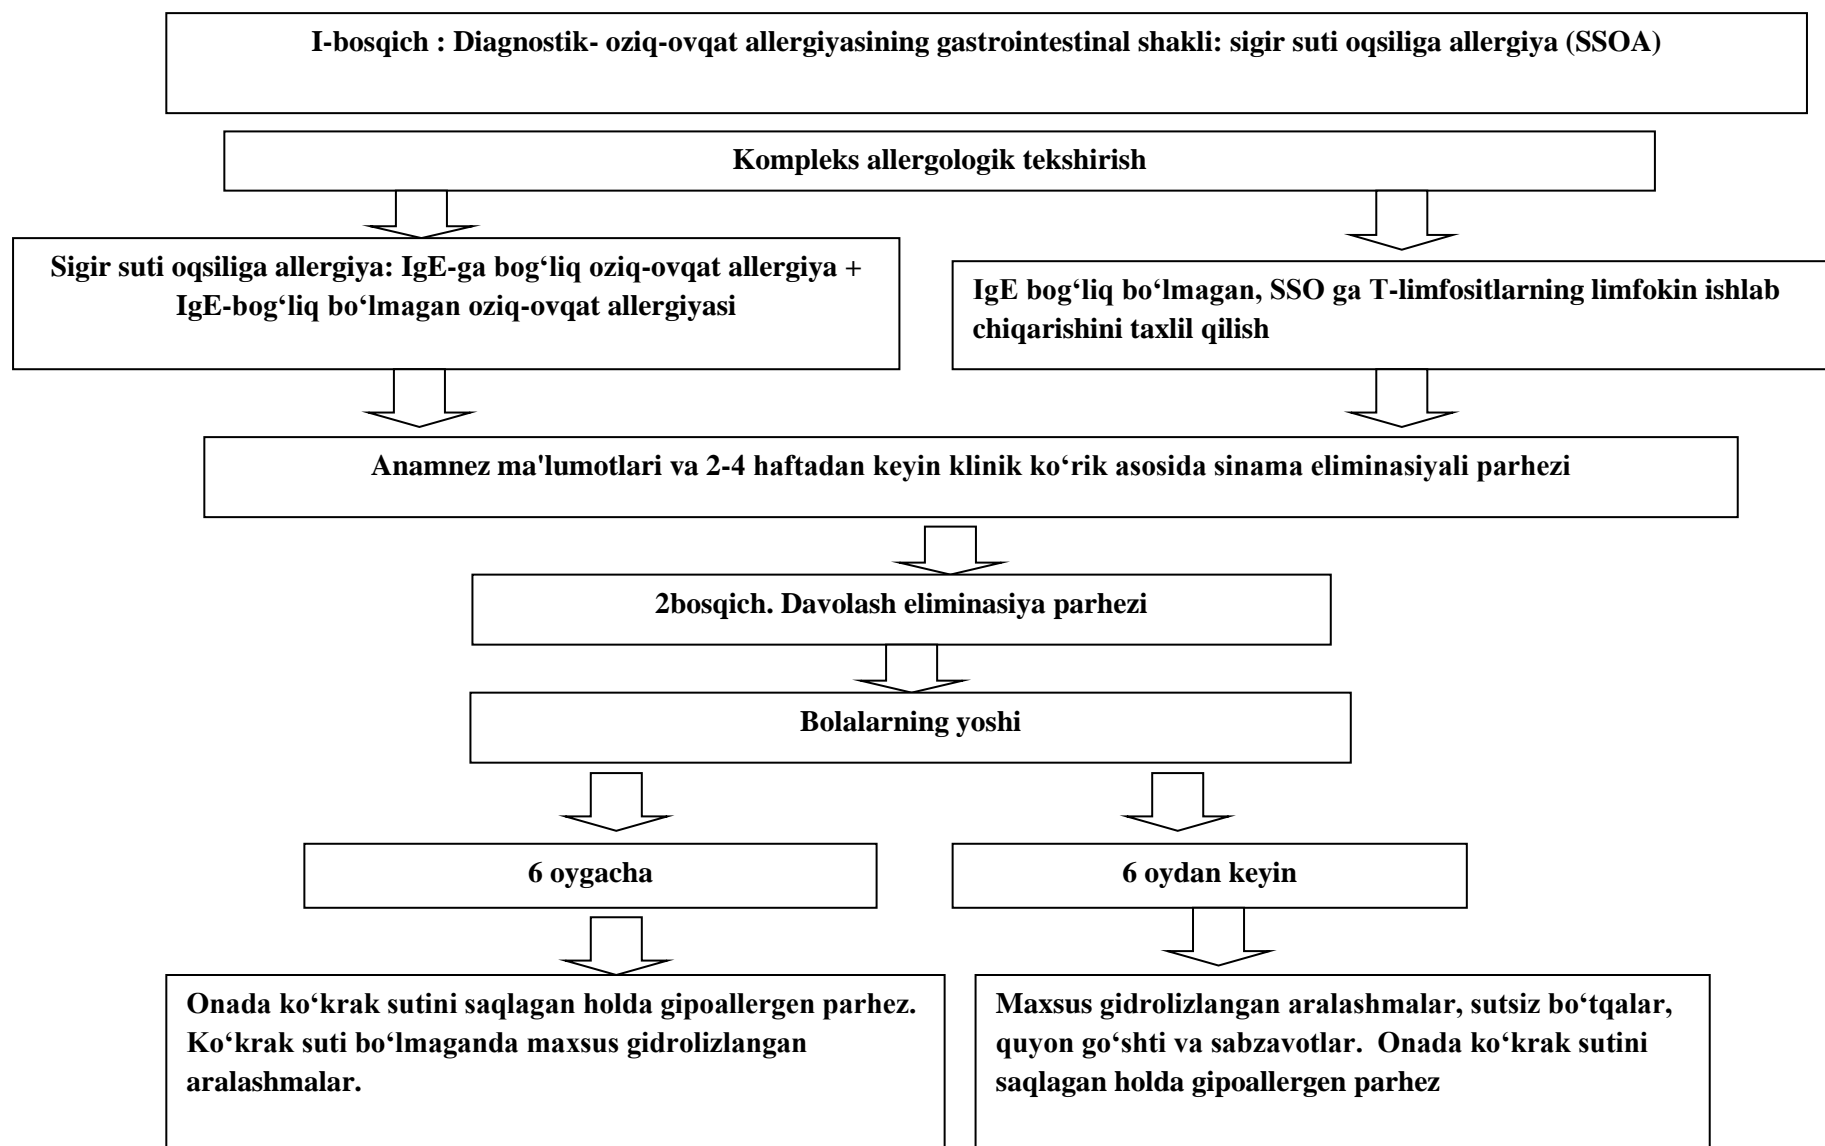 I-bosqich : Diagnostik- oziq-ovqat allergiyasining gastrointestinal shakli: sigir suti oqsiliga allergiya (SSOA)
Kompleks allergologik tekshirish
Sigir suti oqsiliga allergiya: IgE-ga bog‘liq oziq-ovqat allergiya +
IgE-bog‘liq bo‘lmagan oziq-ovqat allergiyasi
IgE bog‘liq bo‘lmagan, SSO ga T-limfositlarning limfokin ishlab
chiqarishini taxlil qilish
Anamnez ma'lumotlari va 2-4 haftadan keyin klinik ko‘rik asosida sinama eliminasiyali parhezi
2bosqich. Davolash eliminasiya parhezi
Bolalarning yoshi
6 oygacha
6 oydan keyin
Onada ko‘krak sutini saqlagan holda gipoallergen parhez.
Ko‘krak suti bo‘lmaganda maxsus gidrolizlangan
aralashmalar.
Maxsus gidrolizlangan aralashmalar, sutsiz bo‘tqalar,
quyon go‘shti va sabzavotlar.  Onada ko‘krak sutini
saqlagan holda gipoallergen parhez